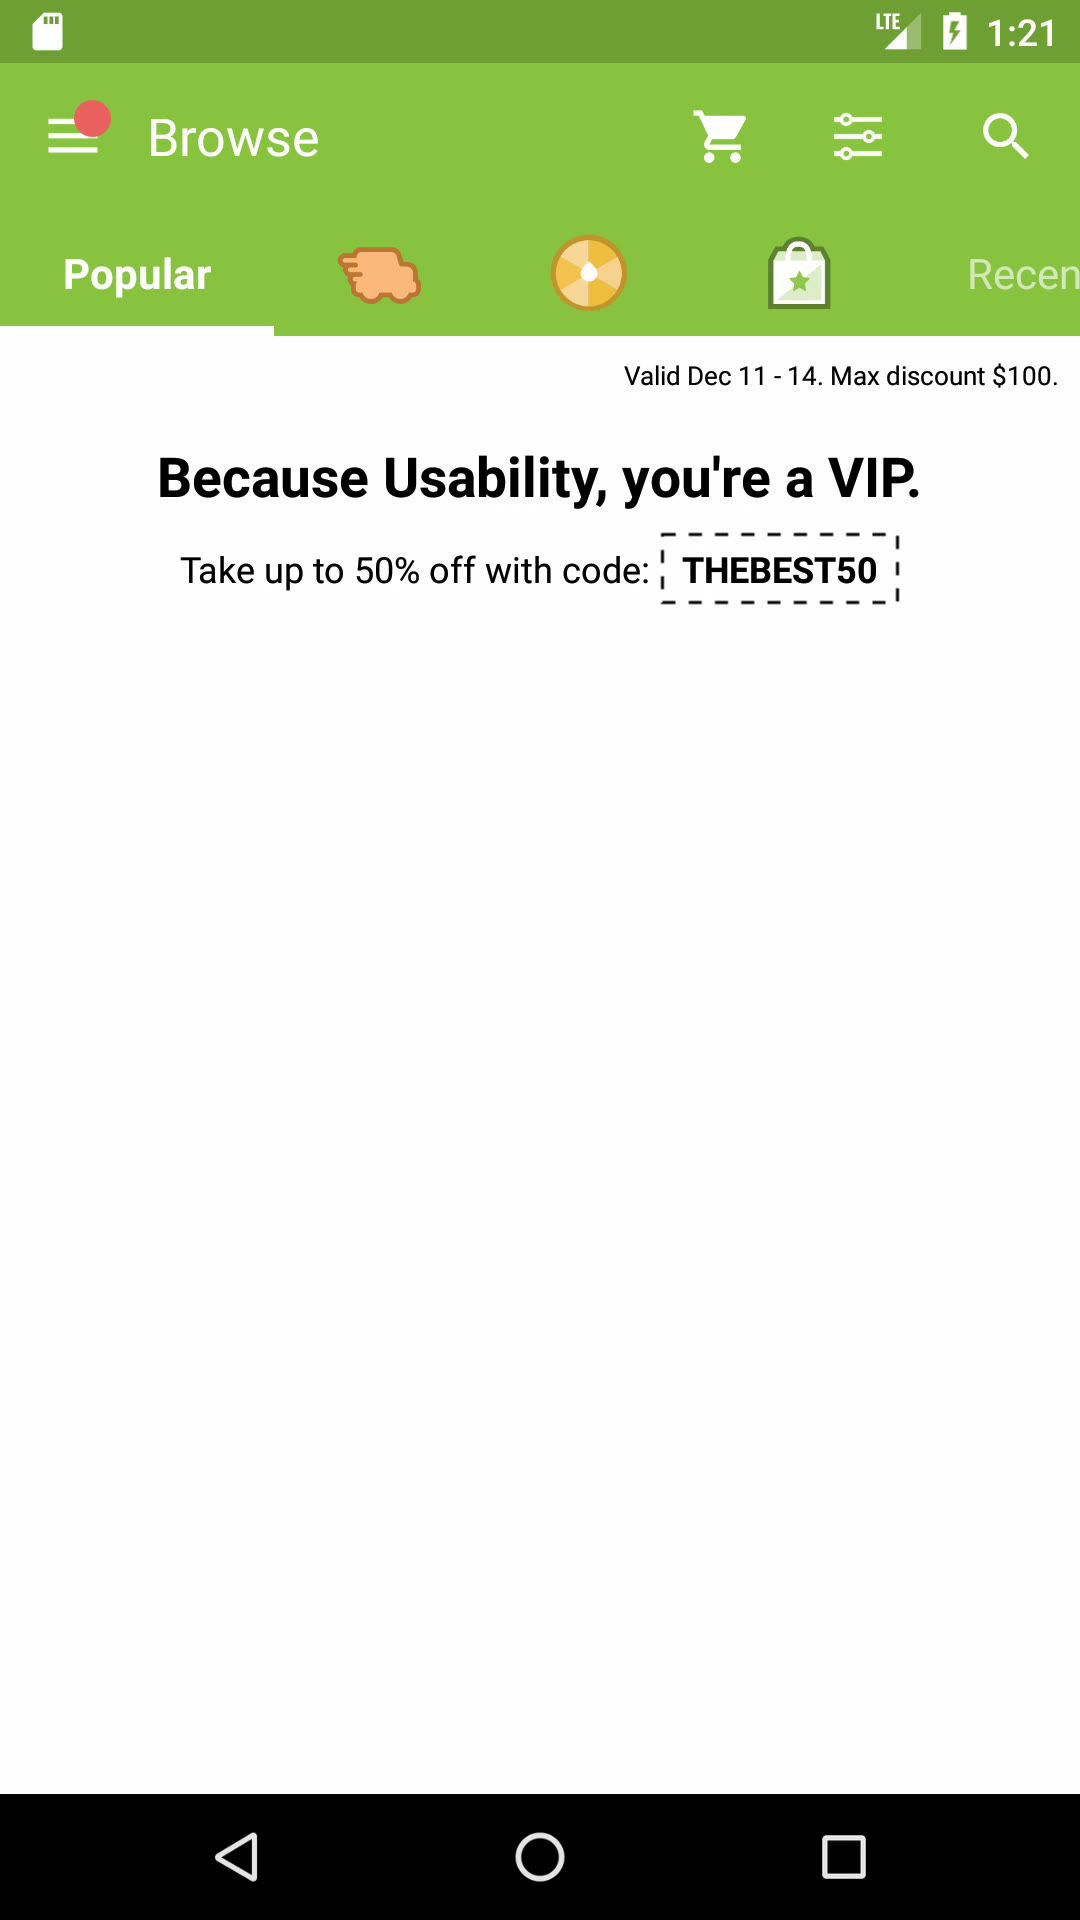 LTE 1:21
Browse
Popular Recen
Valid Dec 11 - 14. Max discount $100.
Because Usability, you're a VIP.
Take up to 50% off with code: THEBEST50